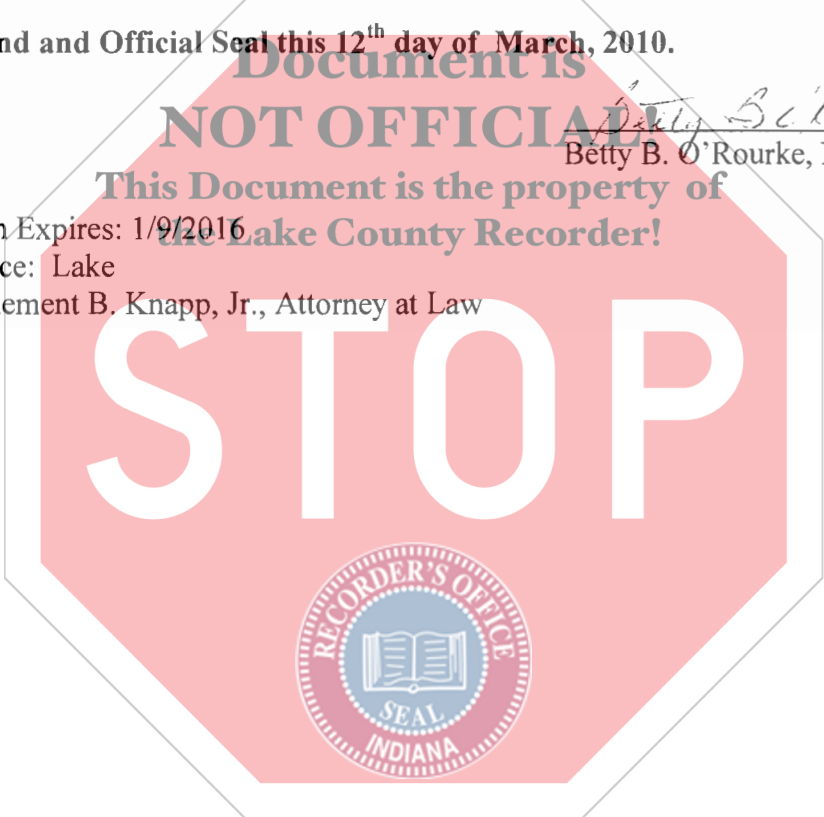 nd and Official Seal this 12th day of March, 2010.
Document is
NOT OFFICIAL!
Betty B. O'Rourke,
This Document is the property of
n Expires: 1/9/2016
the Lake County Recorder!
ce: Lake
lement B. Knapp, Jr., Attorney at Law
STOP
RECORDER'S OFFICE
SEAL
INDIANA